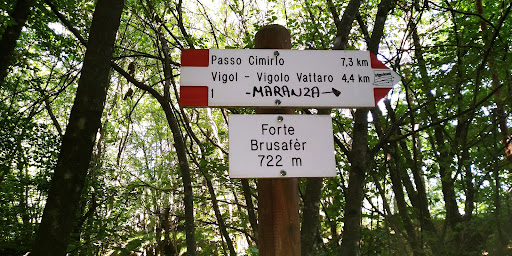 Passo Cimirlo 7,3 km
Vigol - Vigolo Vattaro 4,4 km
1 -MARANZA-
Forte
Brusafèr
722 m